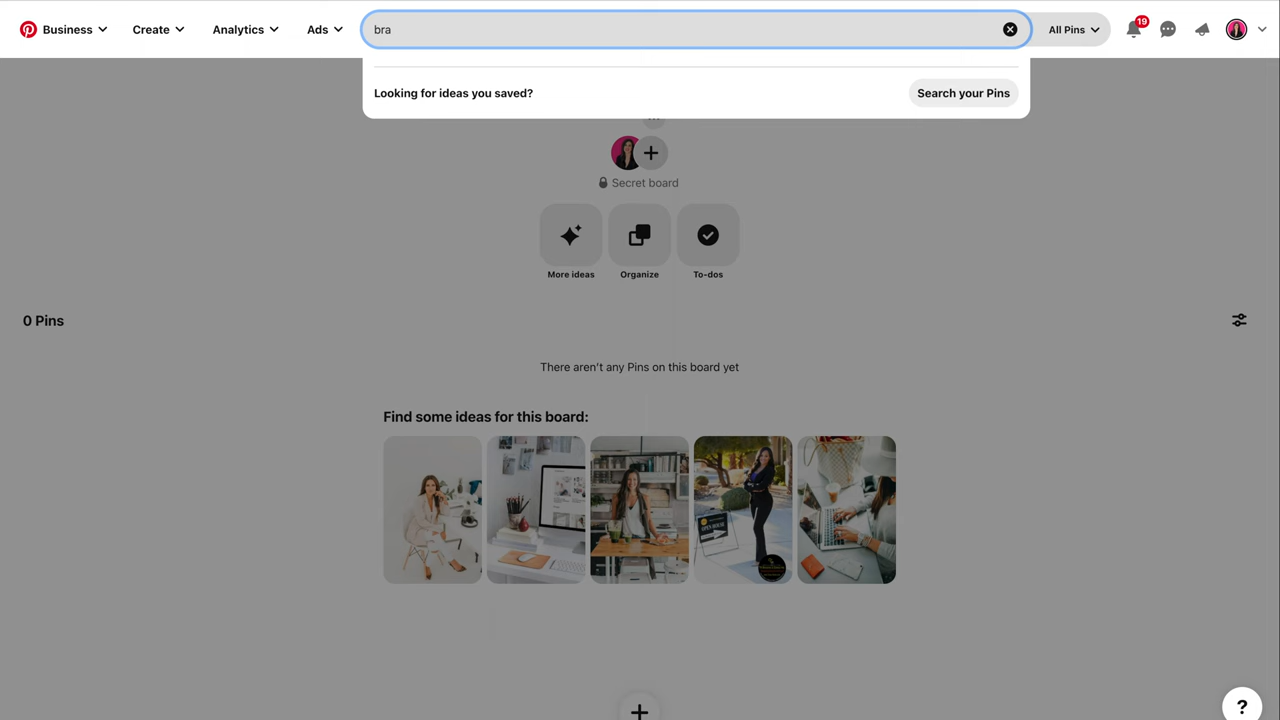 Business
Create
Analytics
Ads
bra
All Pins
19
Looking for ideas you saved?
Search your Pins
Secret board
More ideas
Organize
To-dos
0 Pins
There aren't any Pins on this board yet
Find some ideas for this board:
OPEN HOUSE
?